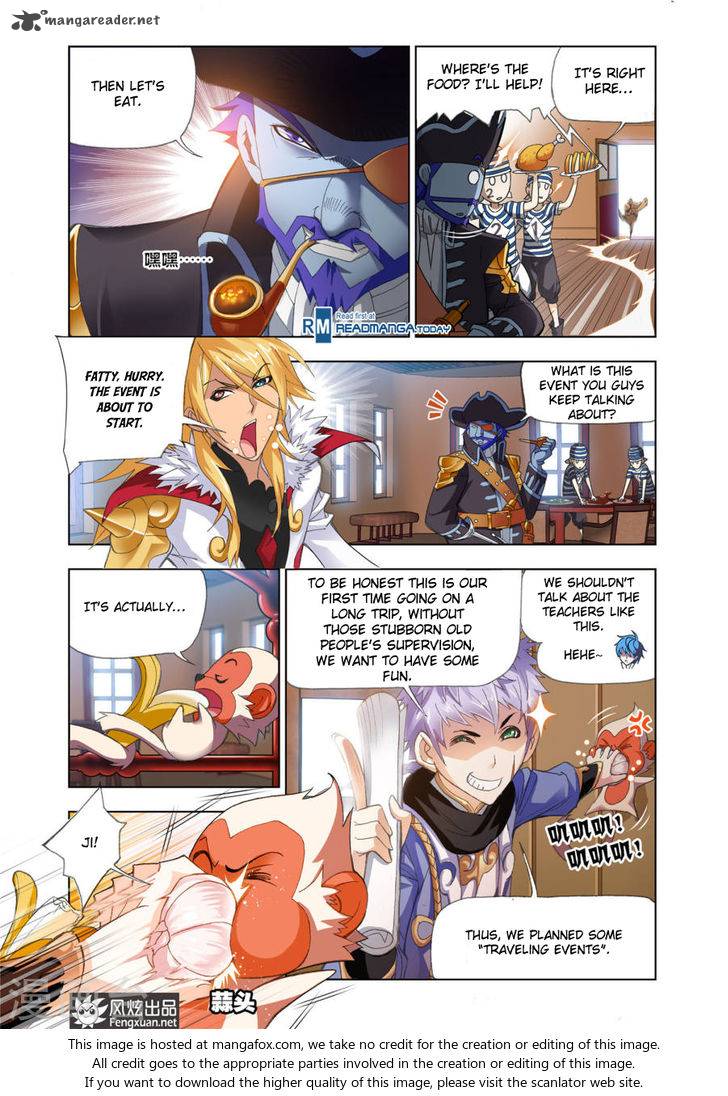 mangareader.net
THEN LET'S
EAT.
嘿嘿……
WHERE'S THE
FOOD? I'LL HELP!
IT'S RIGHT
HERE...
2
1
RM
Read first at
READMANGA.TODAY
FATTY, HURRY.
THE EVENT IS
ABOUT TO
START.
WHAT IS THIS
EVENT YOU GUYS
KEEP TALKING
ABOUT?
IT'S ACTUALLY...
TO BE HONEST THIS IS OUR
FIRST TIME GOING ON A
LONG TRIP, WITHOUT
THOSE STUBBORN OLD
PEOPLE'S SUPERVISION,
WE WANT TO HAVE SOME
FUN.
WE SHOULDN'T
TALK ABOUT THE
TEACHERS LIKE
THIS.
HEHE~
叽叽叽!
叽叽叽!
JI!
THUS, WE PLANNED SOME
"TRAVELING EVENTS".
蒜头
风炫出品
Fengxuan.net
This image is hosted at mangafox.com, we take no credit for the creation or editing of this image.
All credit goes to the appropriate parties involved in the creation or editing of this image.
If you want to download the higher quality of this image, please visit the scanlator web site.